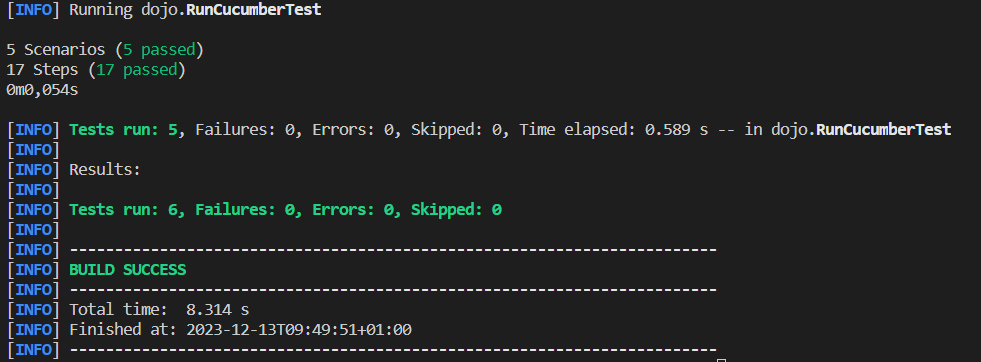 [INFO] Running dojo.RunCucumberTest
5 Scenarios (5 passed)
17 Steps (17 passed)
0m0,054s
[INFO] Tests run: 5, Failures: 0, Errors: 0, Skipped: 0, Time elapsed: 0.589 s -- in dojo.RunCucumberTest
[INFO]
[INFO] Results:
[INFO]
[INFO] Tests run: 6, Failures: 0, Errors: 0, Skipped: 0
[INFO]
[INFO] ------------------------------------------------------------------------
[INFO] BUILD SUCCESS
[INFO] ------------------------------------------------------------------------
[INFO] Total time:  8.314 s
[INFO] Finished at: 2023-12-13T09:49:51+01:00
[INFO] ------------------------------------------------------------------------